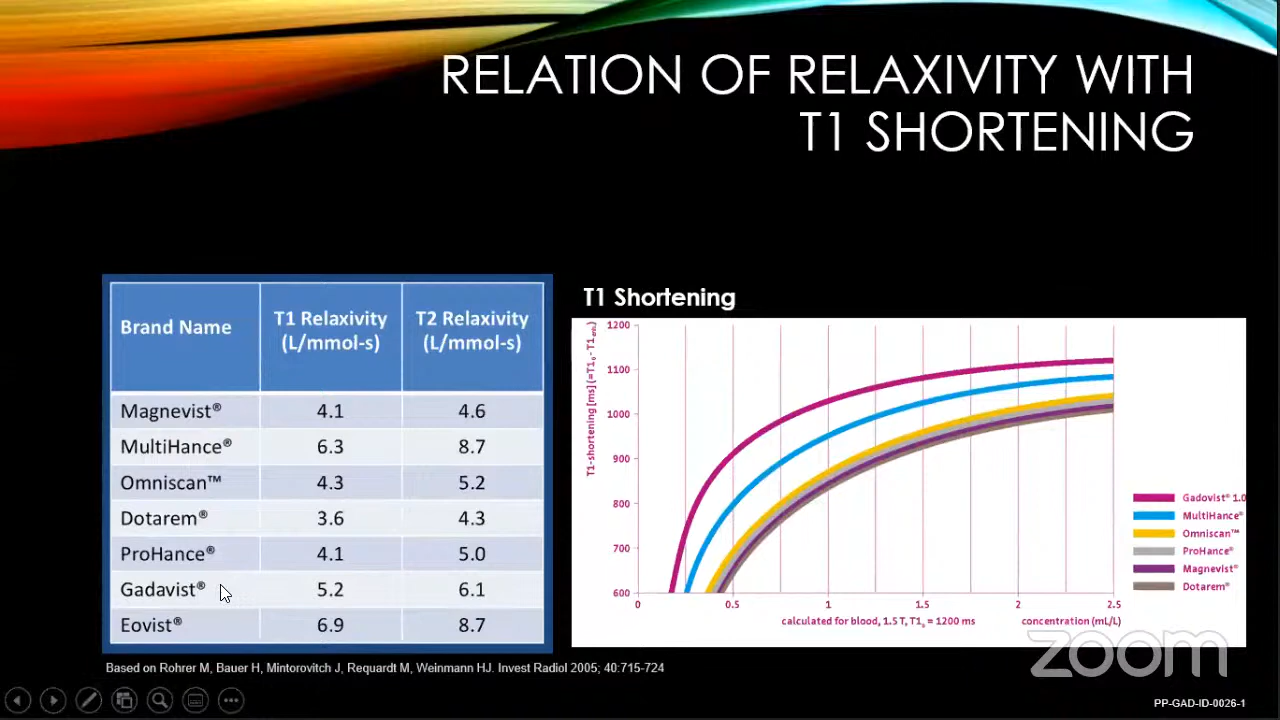 RELATION OF RELAXIVITY WITH
T1 SHORTENING
Brand Name
T1 Relaxivity
(L/mmol-s)
T2 Relaxivity
(L/mmol-s)
Magnevist® 4.1 4.6
MultiHance® 6.3 8.7
Omniscan™ 4.3 5.2
Dotarem® 3.6 4.3
ProHance® 4.1 5.0
Gadavist® 5.2 6.1
Eovist® 6.9 8.7
Based on Rohrer M, Bauer H, Mintorovitch J, Requardt M, Weinmann HJ. Invest Radiol 2005; 40:715-724
T1 Shortening
T1-shortening [ms] (=T1₀ - T1
1200
1100
1000
900
800
700
600
0 0.5 1 1.5 2 2.5
calculated for blood, 1.5 T, T1ₛ = 1200 ms concentration (mL/L)
Gadovist® 1.0
MultiHance®
Omniscan™
ProHance®
Magnevist®
Dotarem®
zoom
PP-GAD-ID-0026-1